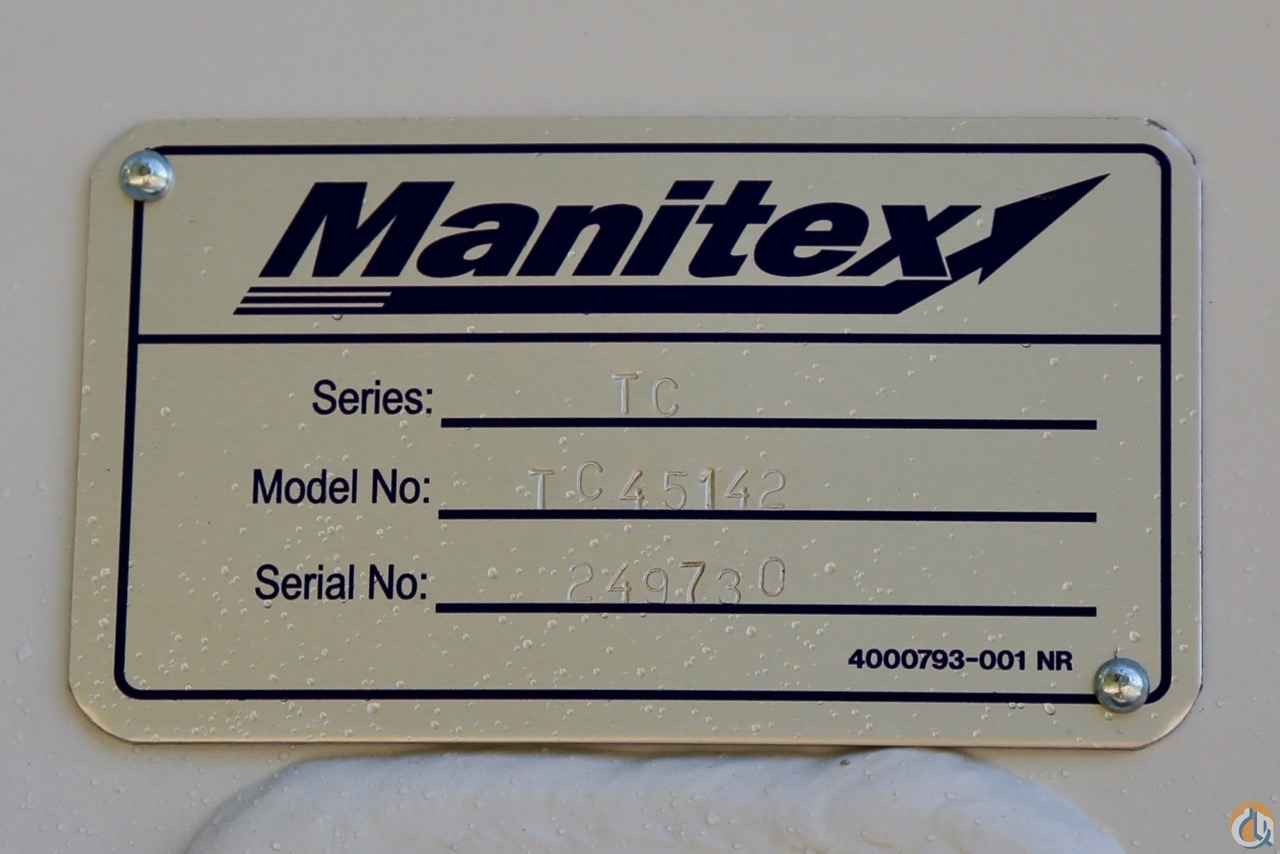 Manitex
Series: TC
Model No: TC45142
Serial No: 249730
4000793-001 NR